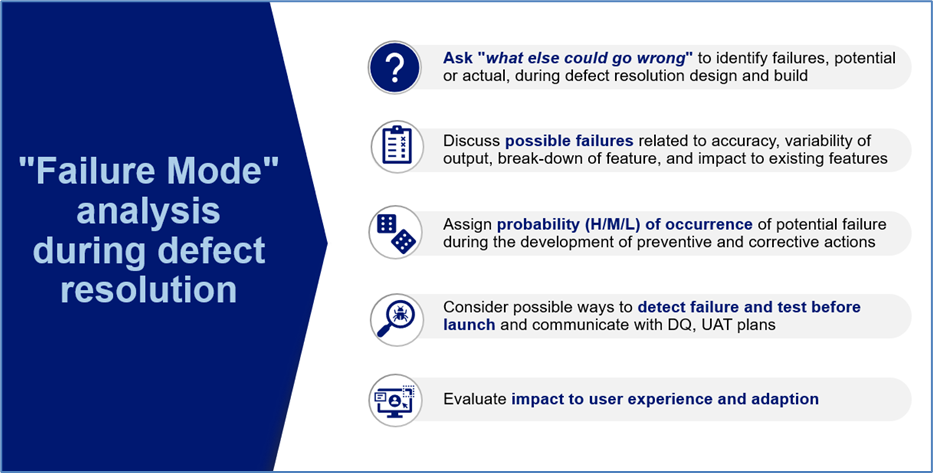 "Failure Mode"
analysis
during defect
resolution
?
Ask "what else could go wrong" to identify failures, potential
or actual, during defect resolution design and build
Discuss possible failures related to accuracy, variability of
output, break-down of feature, and impact to existing features
Assign probability (H/M/L) of occurrence of potential failure
during the development of preventive and corrective actions
Consider possible ways to detect failure and test before
launch and communicate with DQ, UAT plans
Evaluate impact to user experience and adaption